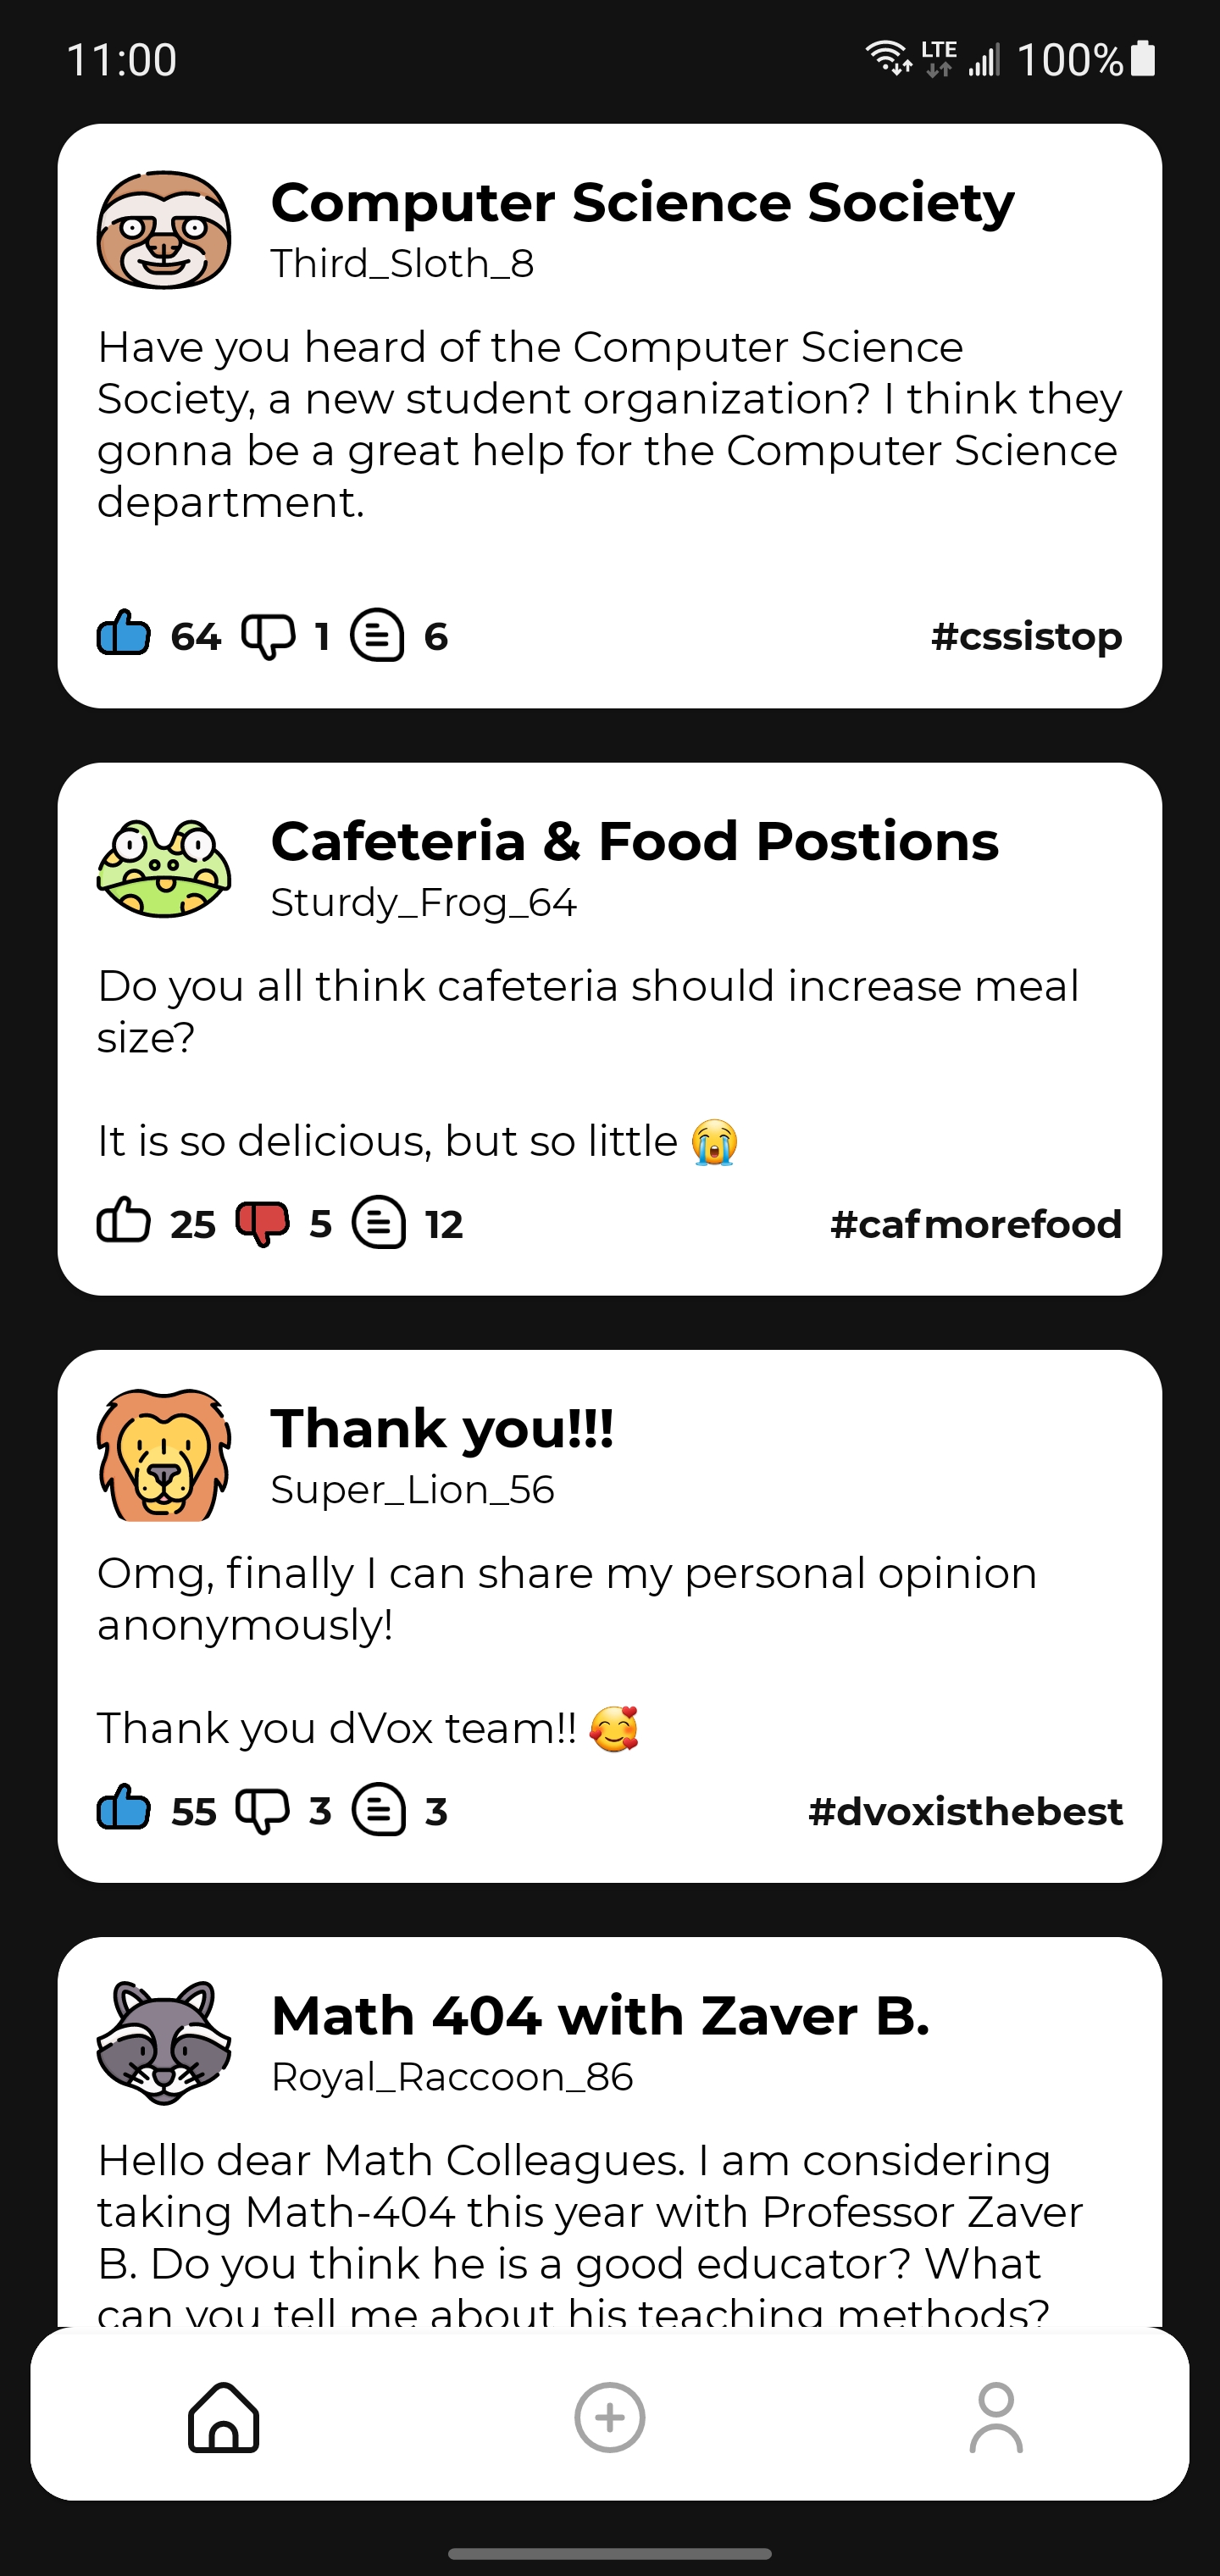 11:00 LTE 100%
Computer Science Society
Third_Sloth_8
Have you heard of the Computer Science
Society, a new student organization? I think they
gonna be a great help for the Computer Science
department.
64 1 6 #cssistop
Cafeteria & Food Postions
Sturdy_Frog_64
Do you all think cafeteria should increase meal
size?
It is so delicious, but so little 😭
25 5 12 #cafmorefood
Thank you!!!
Super_Lion_56
Omg, finally I can share my personal opinion
anonymously!
Thank you dVox team!! 🥰
55 3 3 #dvoxisthebest
Math 404 with Zaver B.
Royal_Raccoon_86
Hello dear Math Colleagues. I am considering
taking Math-404 this year with Professor Zaver
B. Do you think he is a good educator? What
can you tell me about his teaching methods?